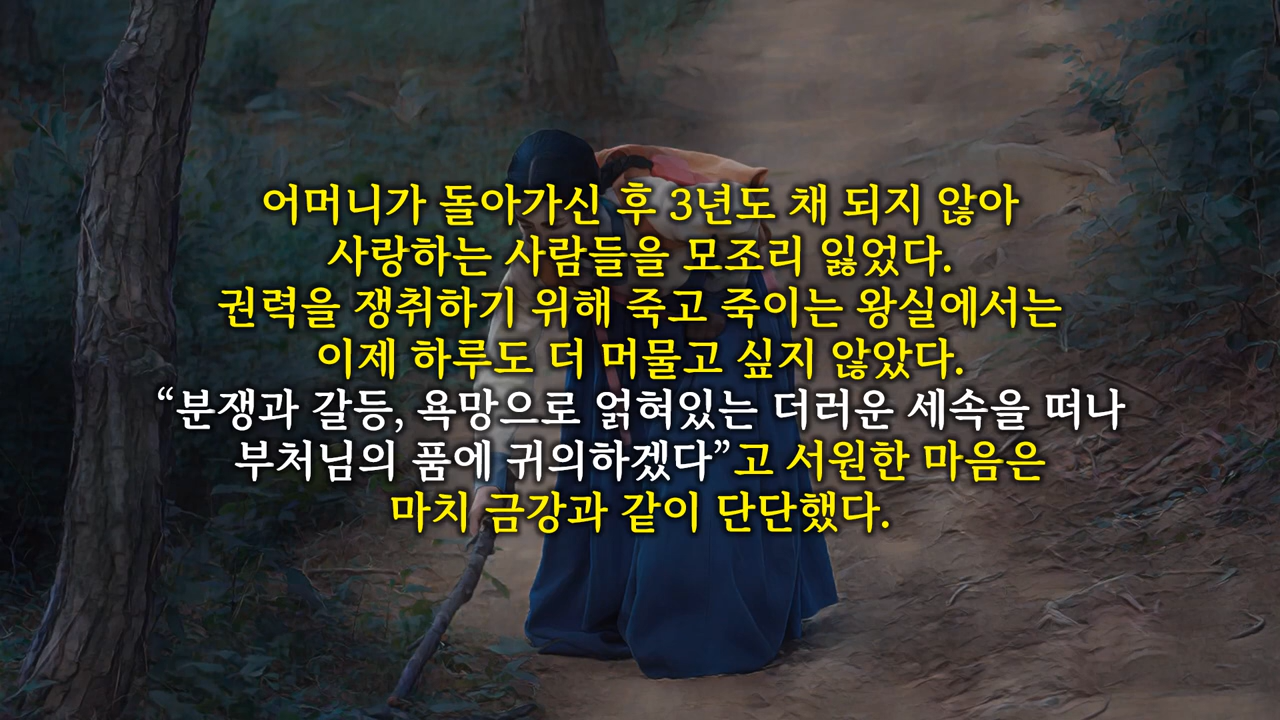 어머니가 돌아가신 후 3년도 채 되지 않아
사랑하는 사람들을 모조리 잃었다.
권력을 쟁취하기 위해 죽고 죽이는 왕실에서는
이제 하루도 더 머물고 싶지 않았다.
“분쟁과 갈등, 욕망으로 얽혀있는 더러운 세속을 떠나
부처님의 품에 귀의하겠다”고 서원한 마음은
마치 금강과 같이 단단했다.